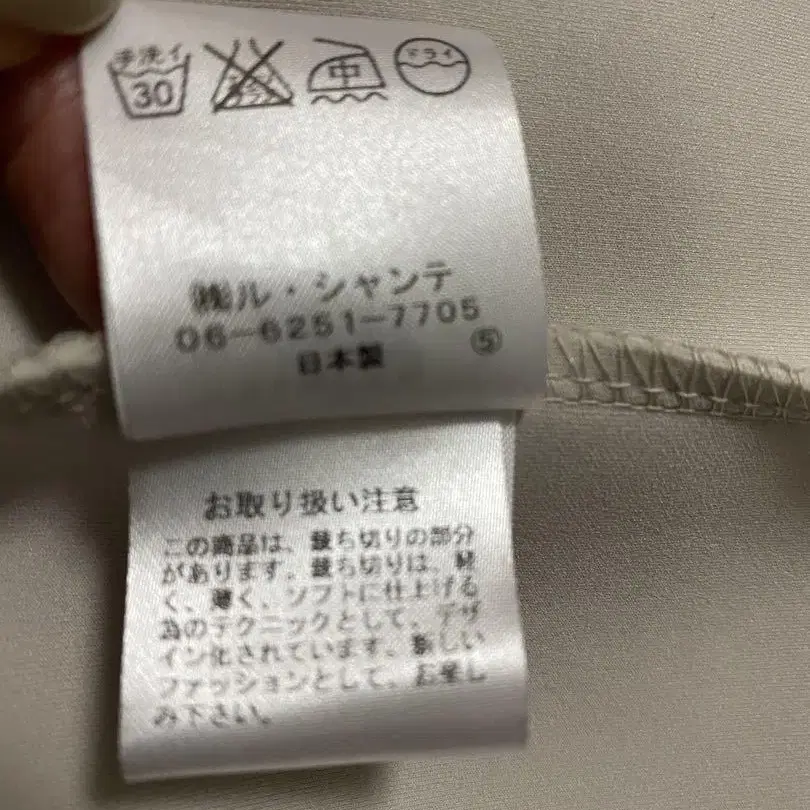 手洗イ
30
中
ドライ
㈱ル・シャンテ
06-6251-7705
⑤
日本製
お取り扱い注意
この商品は、裁ち切りの部分
があります。裁ち切りは、軽
く、薄く、ソフトに仕上げる
為のテクニックとして、デザ
イン化されています。新しい
ファッションとして、お楽し
み下さい。